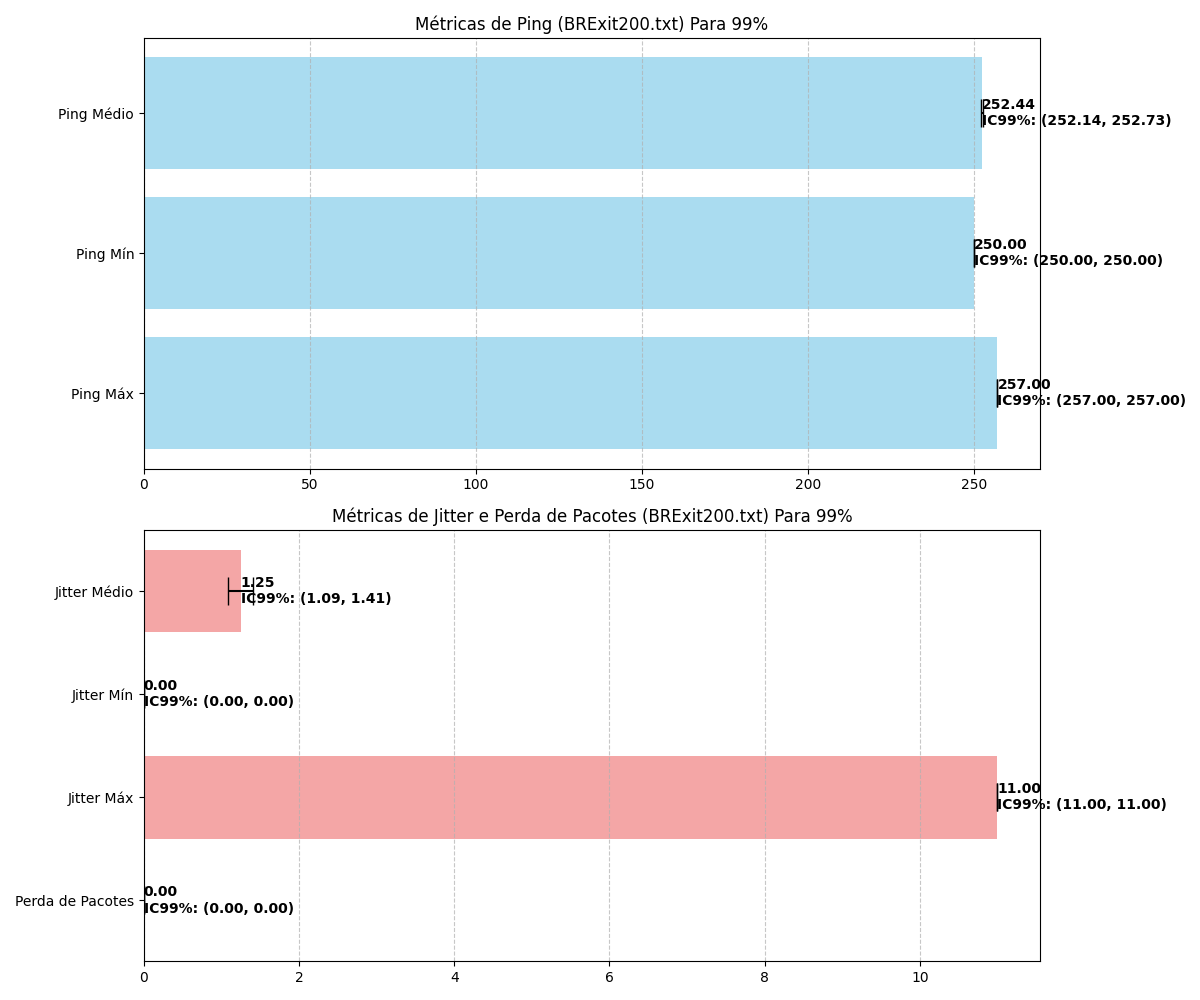 Métricas de Ping (BRExit200.txt) Para 99%
Ping Médio
252.44
IC99%: (252.14, 252.73)
Ping Mín
250.00
IC99%: (250.00, 250.00)
Ping Máx
257.00
IC99%: (257.00, 257.00)
0 50 100 150 200 250
Métricas de Jitter e Perda de Pacotes (BRExit200.txt) Para 99%
Jitter Médio
1.25
IC99%: (1.09, 1.41)
Jitter Mín
0.00
IC99%: (0.00, 0.00)
Jitter Máx
11.00
IC99%: (11.00, 11.00)
Perda de Pacotes
0.00
IC99%: (0.00, 0.00)
0 2 4 6 8 10